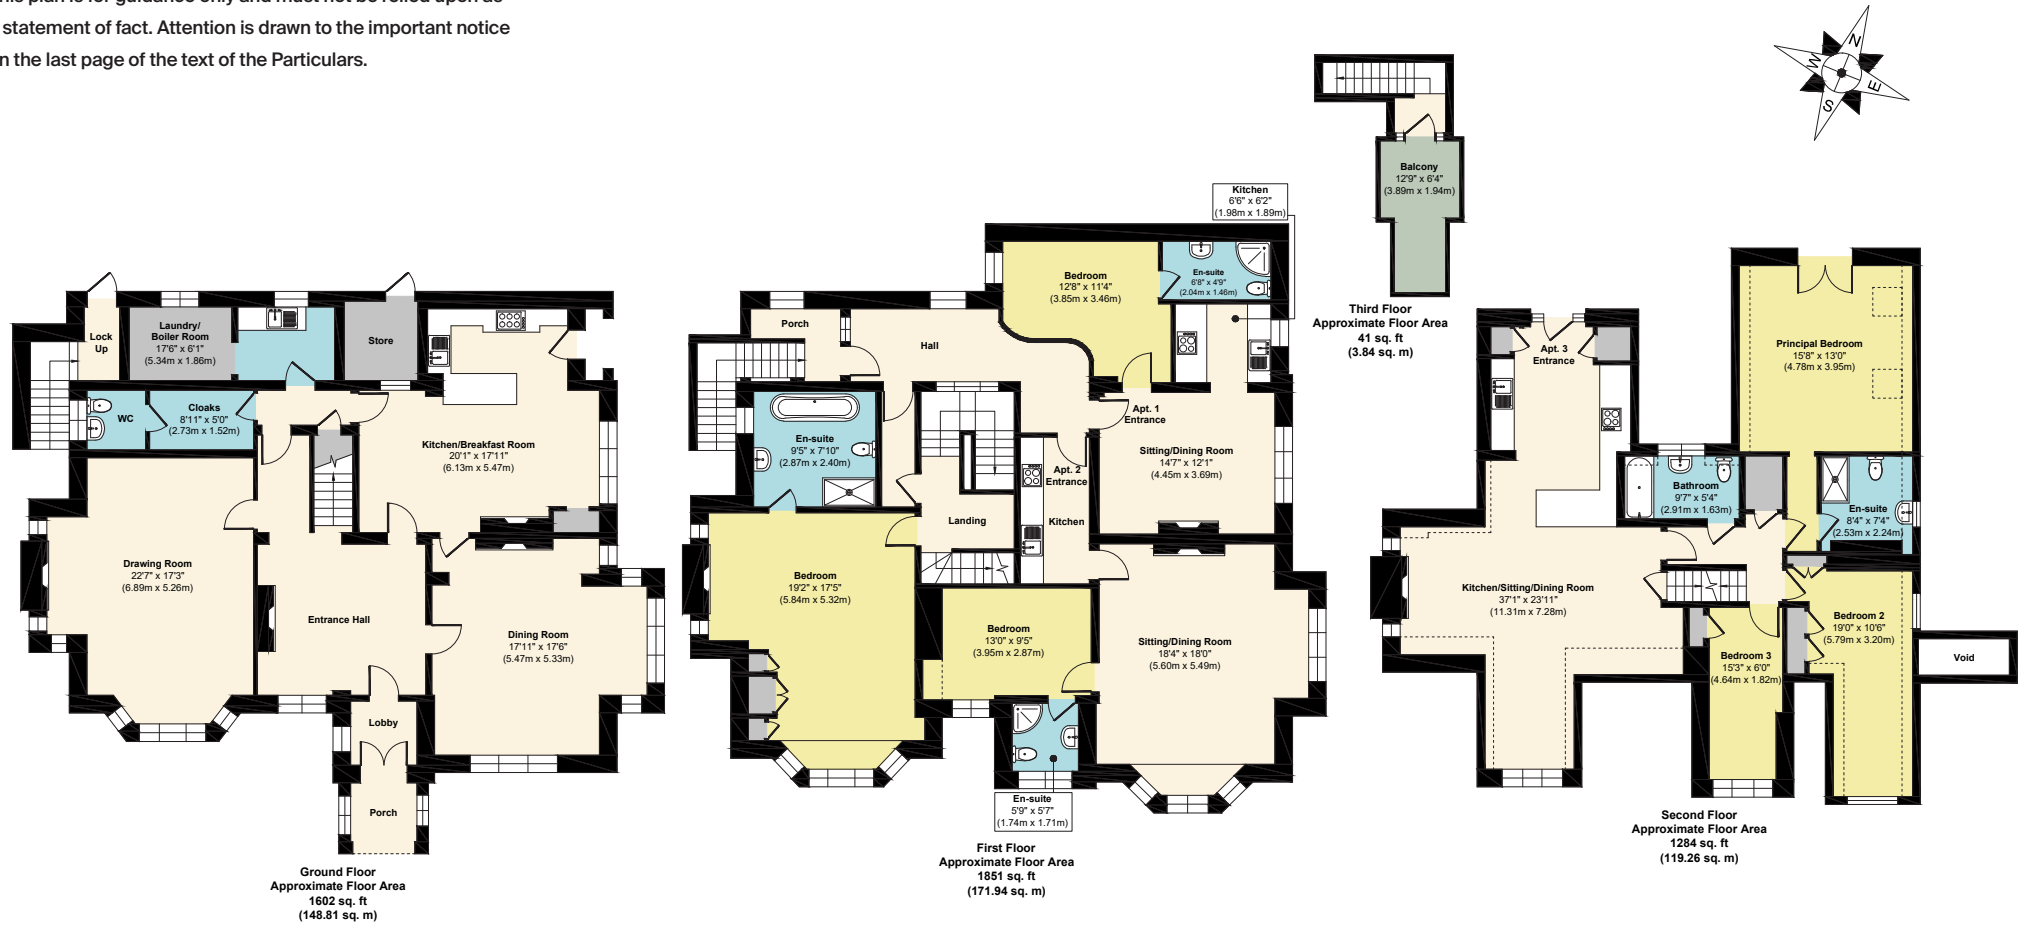 his plan is for guidance only and must not be relied upon as
statement of fact. Attention is drawn to the important notice
n the last page of the text of the Particulars.
N
W
E
S
Lock
Up
Laundry/
Boiler Room
17'6" x 6'1"
(5.34m x 1.86m)
Store
WC
Cloaks
8'11" x 5'0"
(2.73m x 1.52m)
Kitchen/Breakfast Room
20'1" x 17'11"
(6.13m x 5.47m)
Drawing Room
22'7" x 17'3"
(6.89m x 5.26m)
Entrance Hall
Dining Room
17'11" x 17'6"
(5.47m x 5.33m)
Lobby
Porch
Ground Floor
Approximate Floor Area
1602 sq. ft
(148.81 sq. m)
Kitchen
6'6" x 6'2"
(1.98m x 1.89m)
Bedroom
12'8" x 11'4"
(3.85m x 3.46m)
En-suite
6'8" x 4'9"
(2.04m x 1.46m)
Porch
Hall
En-suite
9'5" x 7'10"
(2.87m x 2.40m)
Apt. 1
Entrance
Sitting/Dining Room
14'7" x 12'1"
(4.45m x 3.69m)
Apt. 2
Entrance
Kitchen
Landing
Bedroom
19'2" x 17'5"
(5.84m x 5.32m)
Bedroom
13'0" x 9'5"
(3.95m x 2.87m)
Sitting/Dining Room
18'4" x 18'0"
(5.60m x 5.49m)
En-suite
5'9" x 5'7"
(1.74m x 1.71m)
First Floor
Approximate Floor Area
1851 sq. ft
(171.94 sq. m)
Balcony
12'9" x 6'4"
(3.89m x 1.94m)
Third Floor
Approximate Floor Area
41 sq. ft
(3.84 sq. m)
Apt. 3
Entrance
Principal Bedroom
15'8" x 13'0"
(4.78m x 3.95m)
Bathroom
9'7" x 5'4"
(2.91m x 1.63m)
En-suite
8'4" x 7'4"
(2.53m x 2.24m)
Kitchen/Sitting/Dining Room
37'1" x 23'11"
(11.31m x 7.28m)
Bedroom 2
19'0" x 10'6"
(5.79m x 3.20m)
Bedroom 3
15'3" x 6'0"
(4.64m x 1.82m)
Void
Second Floor
Approximate Floor Area
1284 sq. ft
(119.26 sq. m)